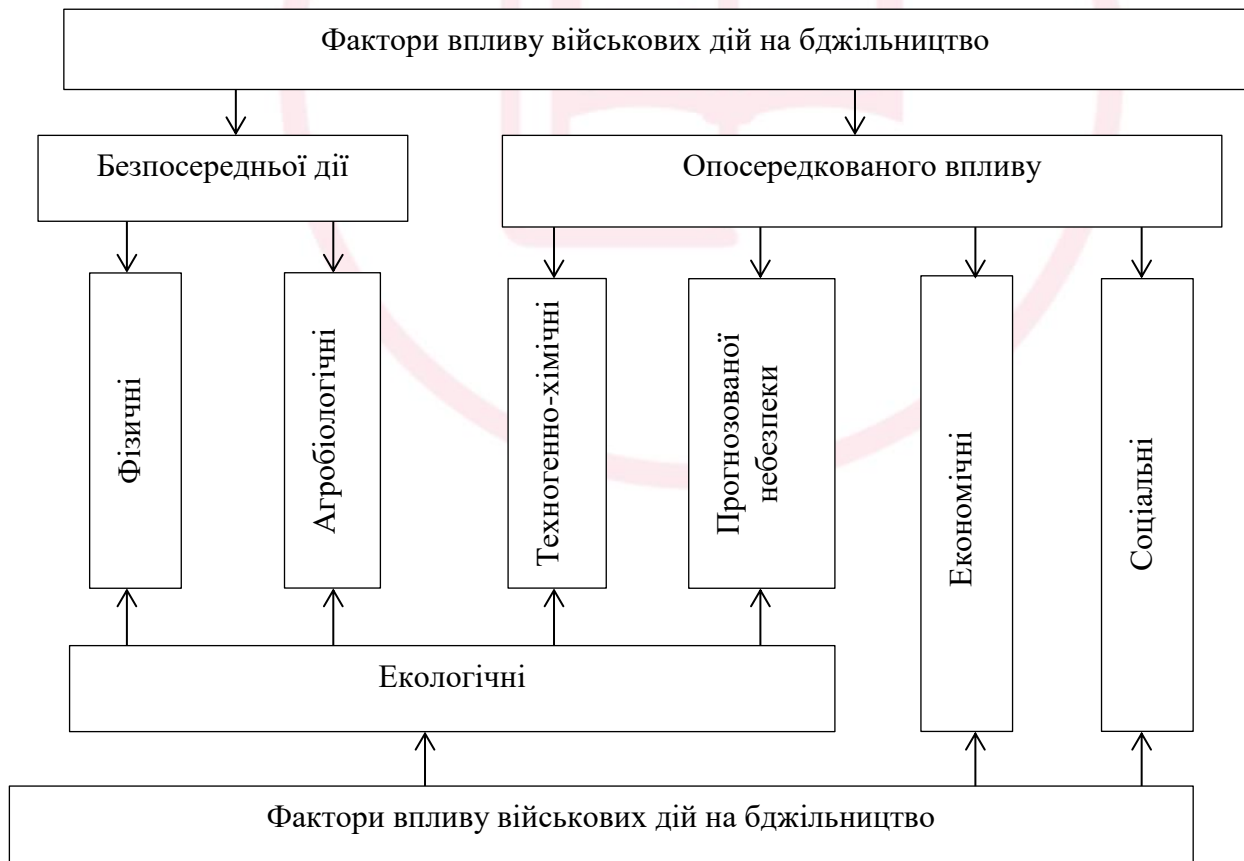 Фактори впливу військових дій на бджільництво
Безпосередньої дії
Опосередкованого впливу
Фізичні
Агробіологічні
Техногенно-хімічні
Прогнозованої
небезпеки
Економічні
Соціальні
Екологічні
Фактори впливу військових дій на бджільництво